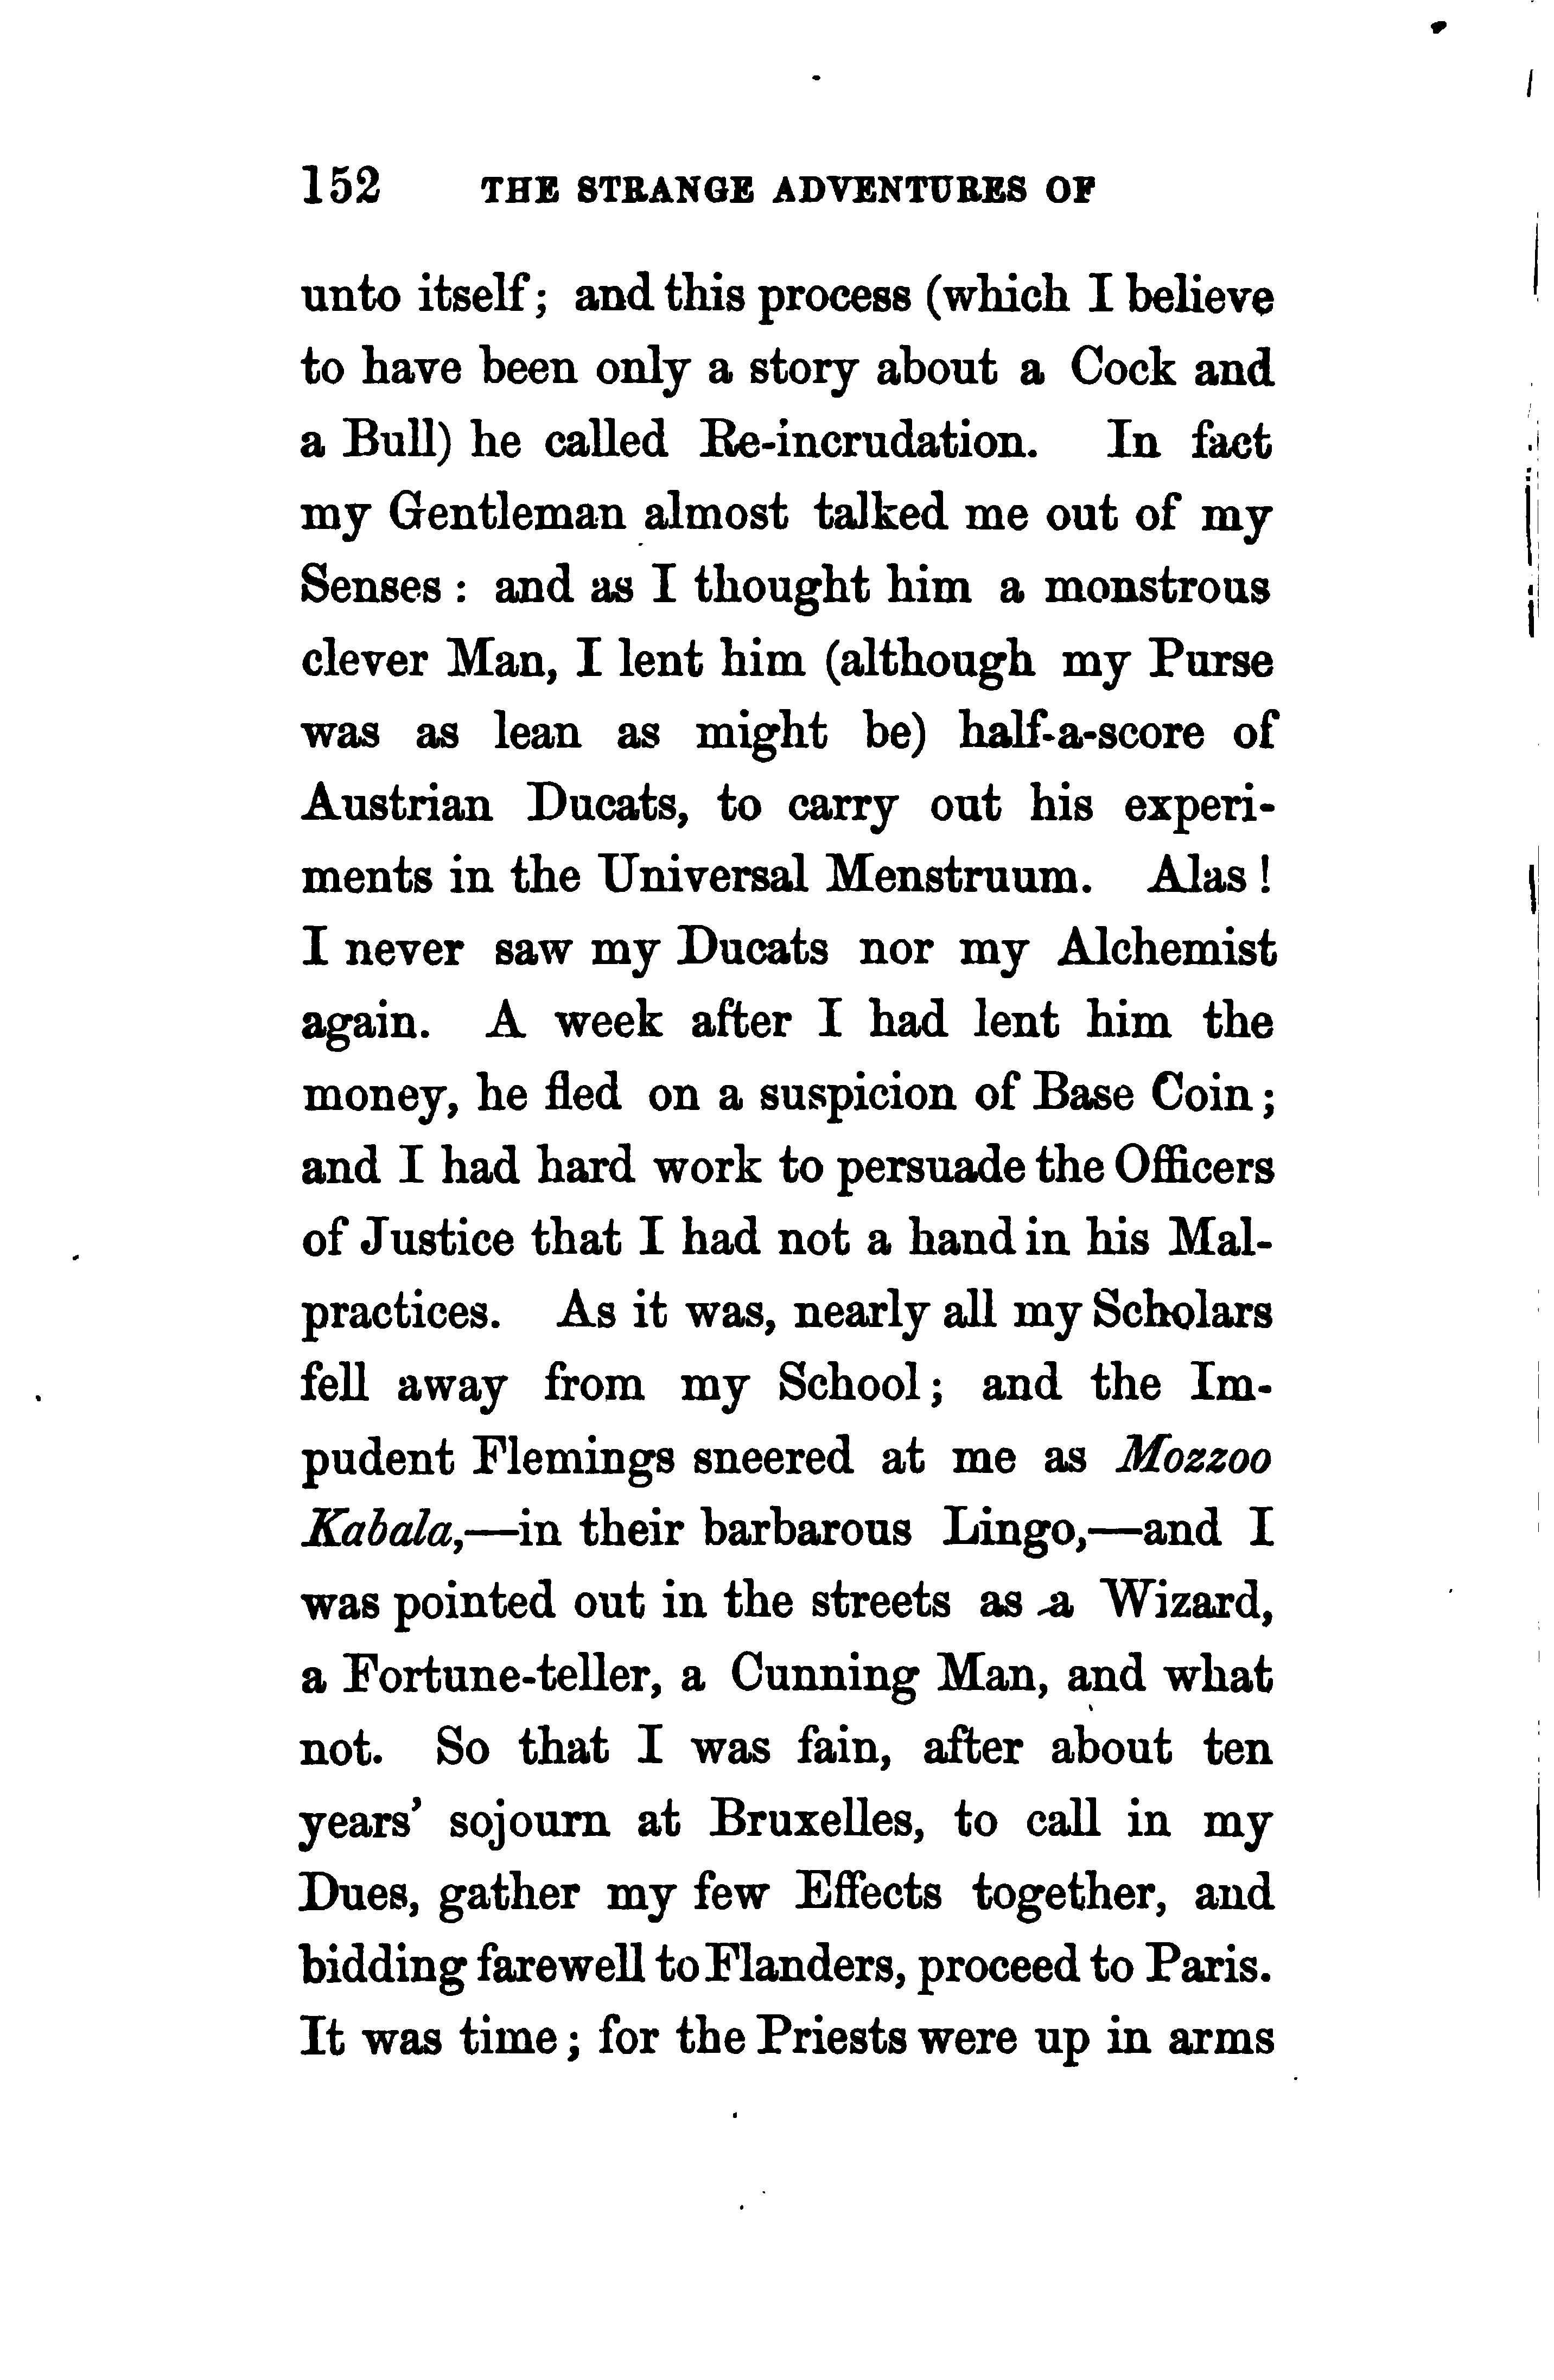 152 THE STRANGE ADVENTURES OF
unto itself; and this process (which I believe
to have been only a story about a Cock and
a Bull) he called Re-incrudation. In fact
my Gentleman almost talked me out of my
Senses: and as I thought him a monstrous
clever Man, I lent him (although my Purse
was as lean as might be) half-a-score of
Austrian Ducats, to carry out his experi-
ments in the Universal Menstruum. Alas!
I never saw my Ducats nor my Alchemist
again. A week after I had lent him the
money, he fled on a suspicion of Base Coin;
and I had hard work to persuade the Officers
of Justice that I had not a hand in his Mal-
practices. As it was, nearly all my Scholars
fell away from my School; and the Im-
pudent Flemings sneered at me as Mozzoo
Kabala,—in their barbarous Lingo,—and I
was pointed out in the streets as a Wizard,
a Fortune-teller, a Cunning Man, and what
not. So that I was fain, after about ten
years' sojourn at Bruxelles, to call in my
Dues, gather my few Effects together, and
bidding farewell to Flanders, proceed to Paris.
It was time; for the Priests were up in arms